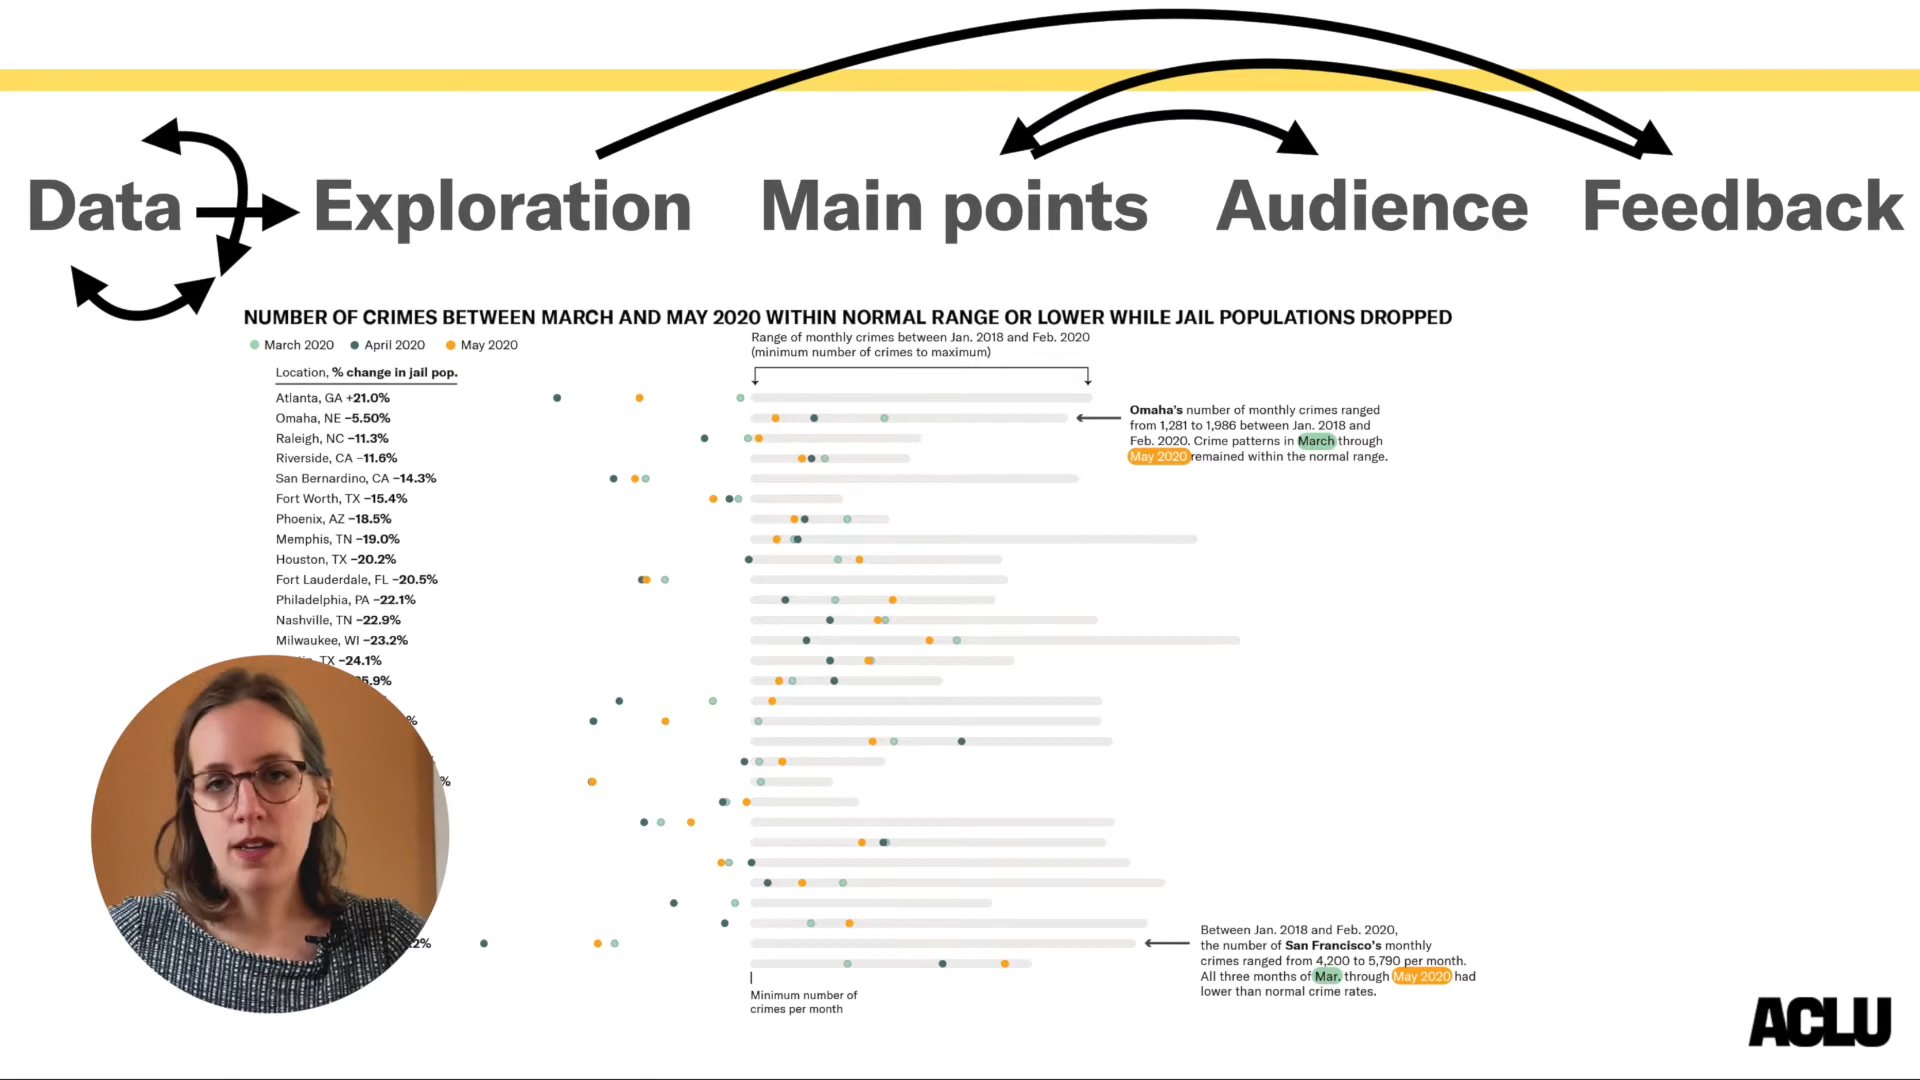 Data
Exploration
Main points
Audience
Feedback
NUMBER OF CRIMES BETWEEN MARCH AND MAY 2020 WITHIN NORMAL RANGE OR LOWER WHILE JAIL POPULATIONS DROPPED
March 2020
April 2020
May 2020
Range of monthly crimes between Jan. 2018 and Feb. 2020
(minimum number of crimes to maximum)
Location, % change in jail pop.
Atlanta, GA +21.0%
Omaha, NE −5.50%
Raleigh, NC −11.3%
Riverside, CA −11.6%
San Bernardino, CA −14.3%
Fort Worth, TX −15.4%
Phoenix, AZ −18.5%
Memphis, TN −19.0%
Houston, TX −20.2%
Fort Lauderdale, FL −20.5%
Philadelphia, PA −22.1%
Nashville, TN −22.9%
Milwaukee, WI −23.2%
TX −24.1%
Omaha's number of monthly crimes ranged
from 1,281 to 1,986 between Jan. 2018 and
Feb. 2020. Crime patterns in March through
May 2020 remained within the normal range.
Between Jan. 2018 and Feb. 2020,
the number of San Francisco's monthly
crimes ranged from 4,200 to 5,790 per month.
All three months of Mar. through May 2020 had
lower than normal crime rates.
Minimum number of
crimes per month
ACLU